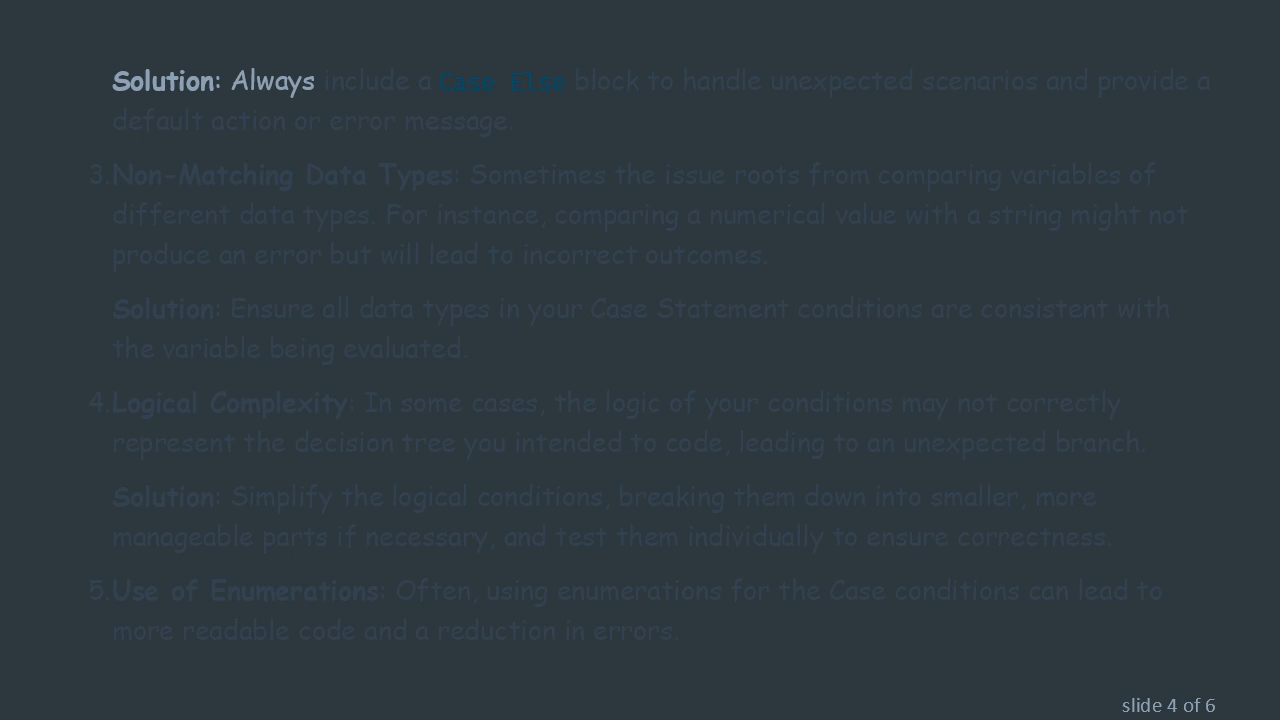 Solution: Always include a Case Else block to handle unexpected scenarios and provide a
default action or error message.
3. Non-Matching Data Types: Sometimes the issue roots from comparing variables of
different data types. For instance, comparing a numerical value with a string might not
produce an error but will lead to incorrect outcomes.
Solution: Ensure all data types in your Case Statement conditions are consistent with
the variable being evaluated.
4. Logical Complexity: In some cases, the logic of your conditions may not correctly
represent the decision tree you intended to code, leading to an unexpected branch.
Solution: Simplify the logical conditions, breaking them down into smaller, more
manageable parts if necessary, and test them individually to ensure correctness.
5. Use of Enumerations: Often, using enumerations for the Case conditions can lead to
more readable code and a reduction in errors.
slide 4 of 6